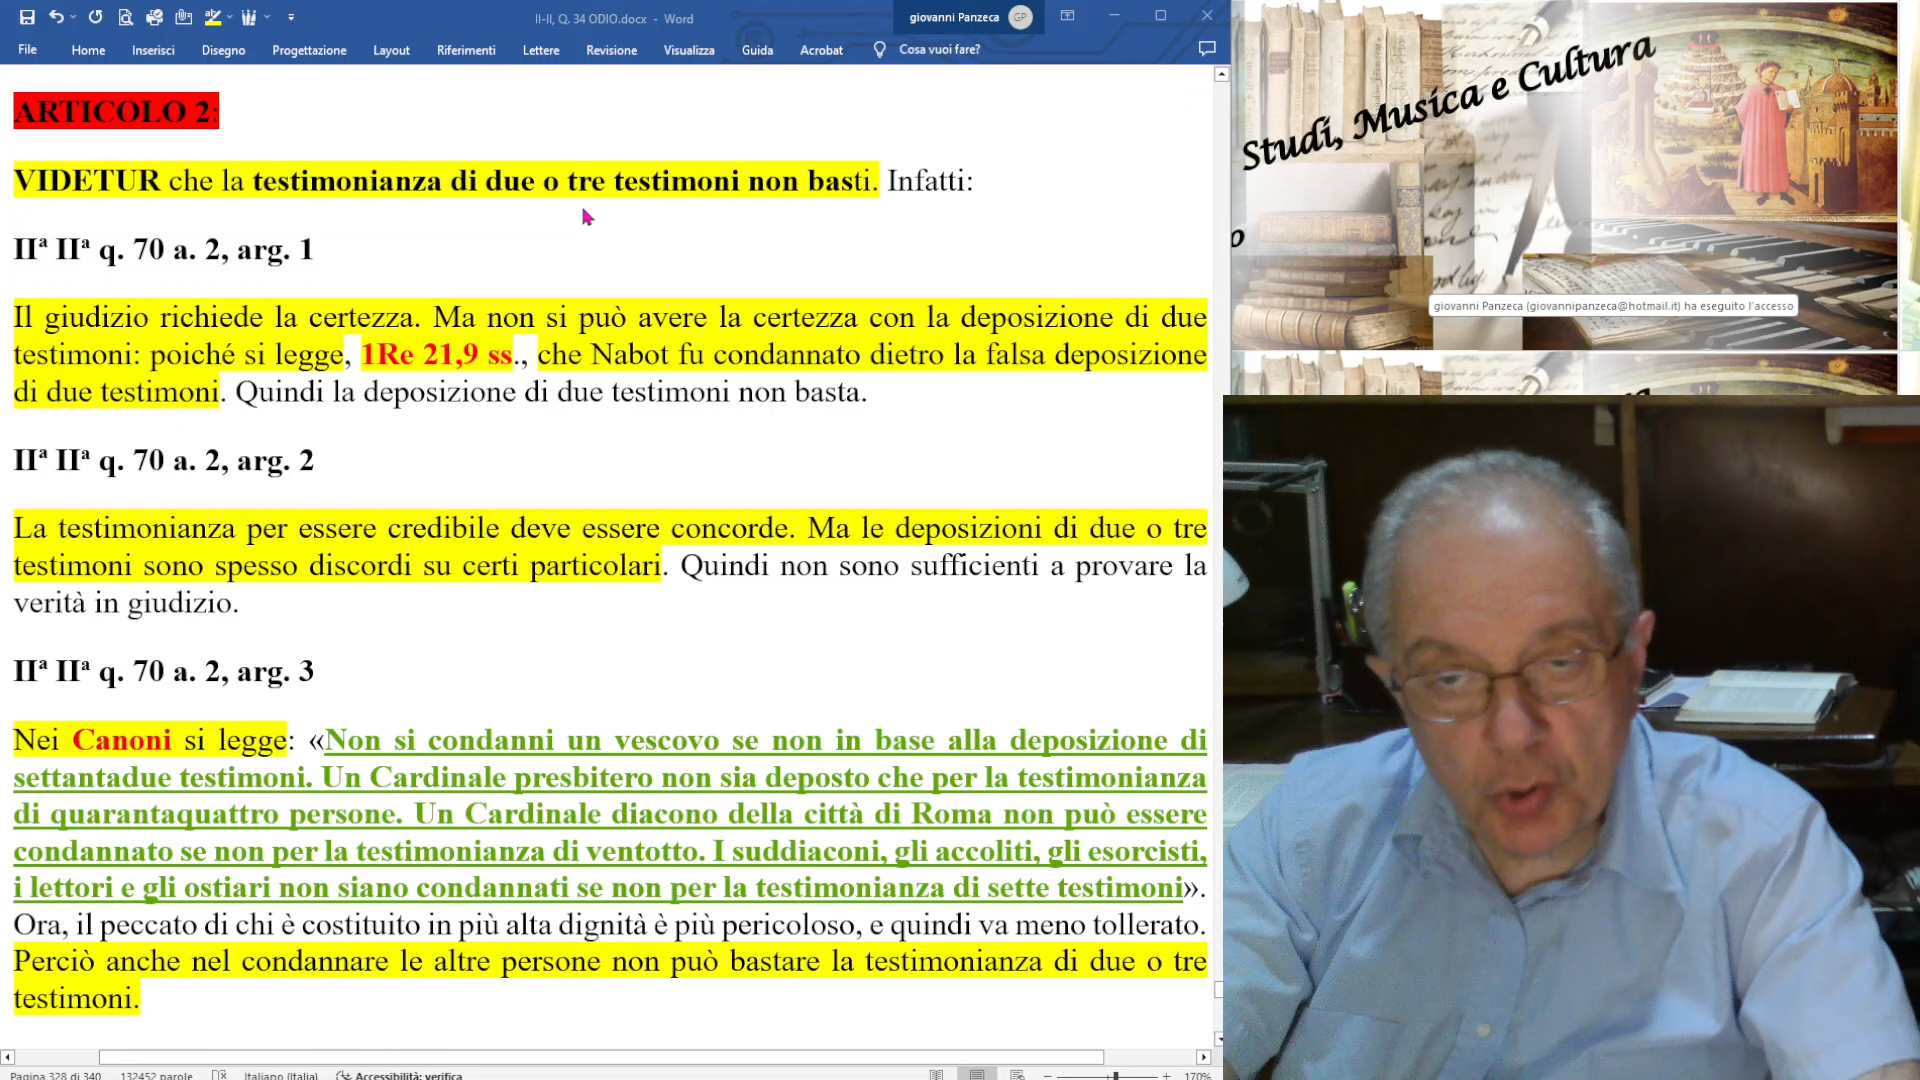 II-II, Q. 34 ODIO.docx - Word
giovanni Panzeca GP
File Home Inserisci Disegno Progettazione Layout Riferimenti Lettere Revisione Visualizza Guida Acrobat Cosa vuoi fare?
ARTICOLO 2:
VIDETUR che la testimonianza di due o tre testimoni non basti. Infatti:
IIª IIª q. 70 a. 2, arg. 1
Il giudizio richiede la certezza. Ma non si può avere la certezza con la deposizione di due
testimoni: poiché si legge, 1Re 21,9 ss., che Nabot fu condannato dietro la falsa deposizione
di due testimoni. Quindi la deposizione di due testimoni non basta.
IIª IIª q. 70 a. 2, arg. 2
La testimonianza per essere credibile deve essere concorde. Ma le deposizioni di due o tre
testimoni sono spesso discordi su certi particolari. Quindi non sono sufficienti a provare la
verità in giudizio.
IIª IIª q. 70 a. 2, arg. 3
Nei Canoni si legge: «Non si condanni un vescovo se non in base alla deposizione di
settantadue testimoni. Un Cardinale presbitero non sia deposto che per la testimonianza
di quarantaquattro persone. Un Cardinale diacono della città di Roma non può essere
condannato se non per la testimonianza di ventotto. I suddiaconi, gli accoliti, gli esorcisti,
i lettori e gli ostiari non siano condannati se non per la testimonianza di sette testimoni».
Ora, il peccato di chi è costituito in più alta dignità è più pericoloso, e quindi va meno tollerato.
Perciò anche nel condannare le altre persone non può bastare la testimonianza di due o tre
testimoni.
Pagina 328 di 340 132452 parole Italiano (Italia) Accessibilità: verifica 170%
Studi, Musica e Cultura
o
giovanni Panzeca (giovannipanzeca@hotmail.it) ha eseguito l'accesso